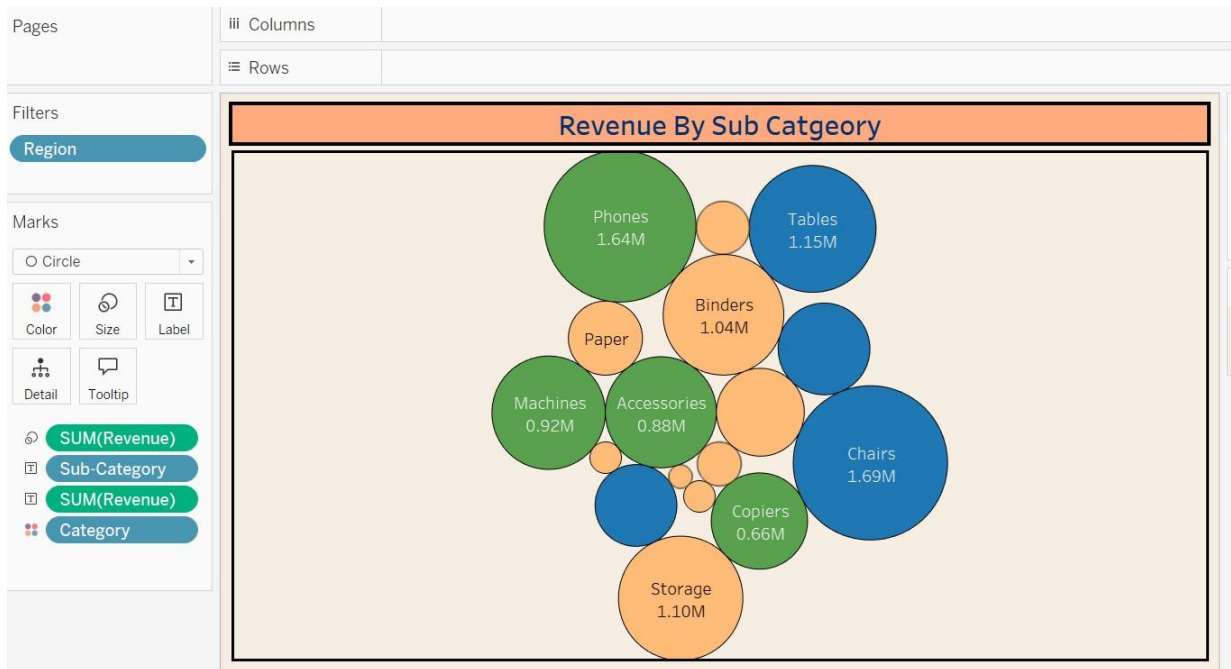 Pages
Columns
Rows
Filters
Region
Marks
Circle
Color
Size
Label
Detail
Tooltip
SUM(Revenue)
Sub-Category
SUM(Revenue)
Category
Revenue By Sub Catgeory
Phones
1.64M
Tables
1.15M
Binders
1.04M
Paper
Machines
0.92M
Accessories
0.88M
Chairs
1.69M
Copiers
0.66M
Storage
1.10M